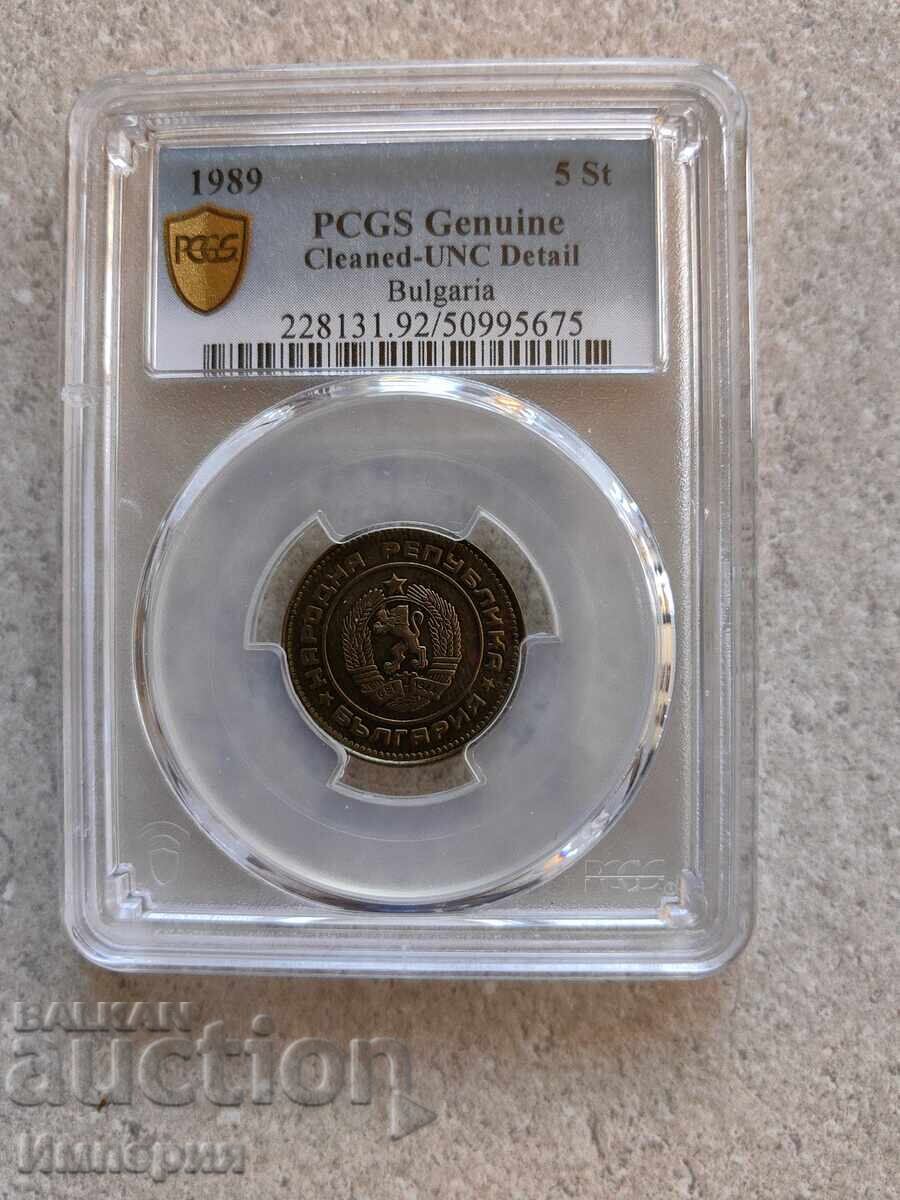 1989 5 St
PCGS
PCGS Genuine
Cleaned-UNC Detail
Bulgaria
228131.92/50995675
НАРОДНА РЕПУБЛИКА
БЪЛГАРИЯ
PCGS
BALKAN
auction
Империя